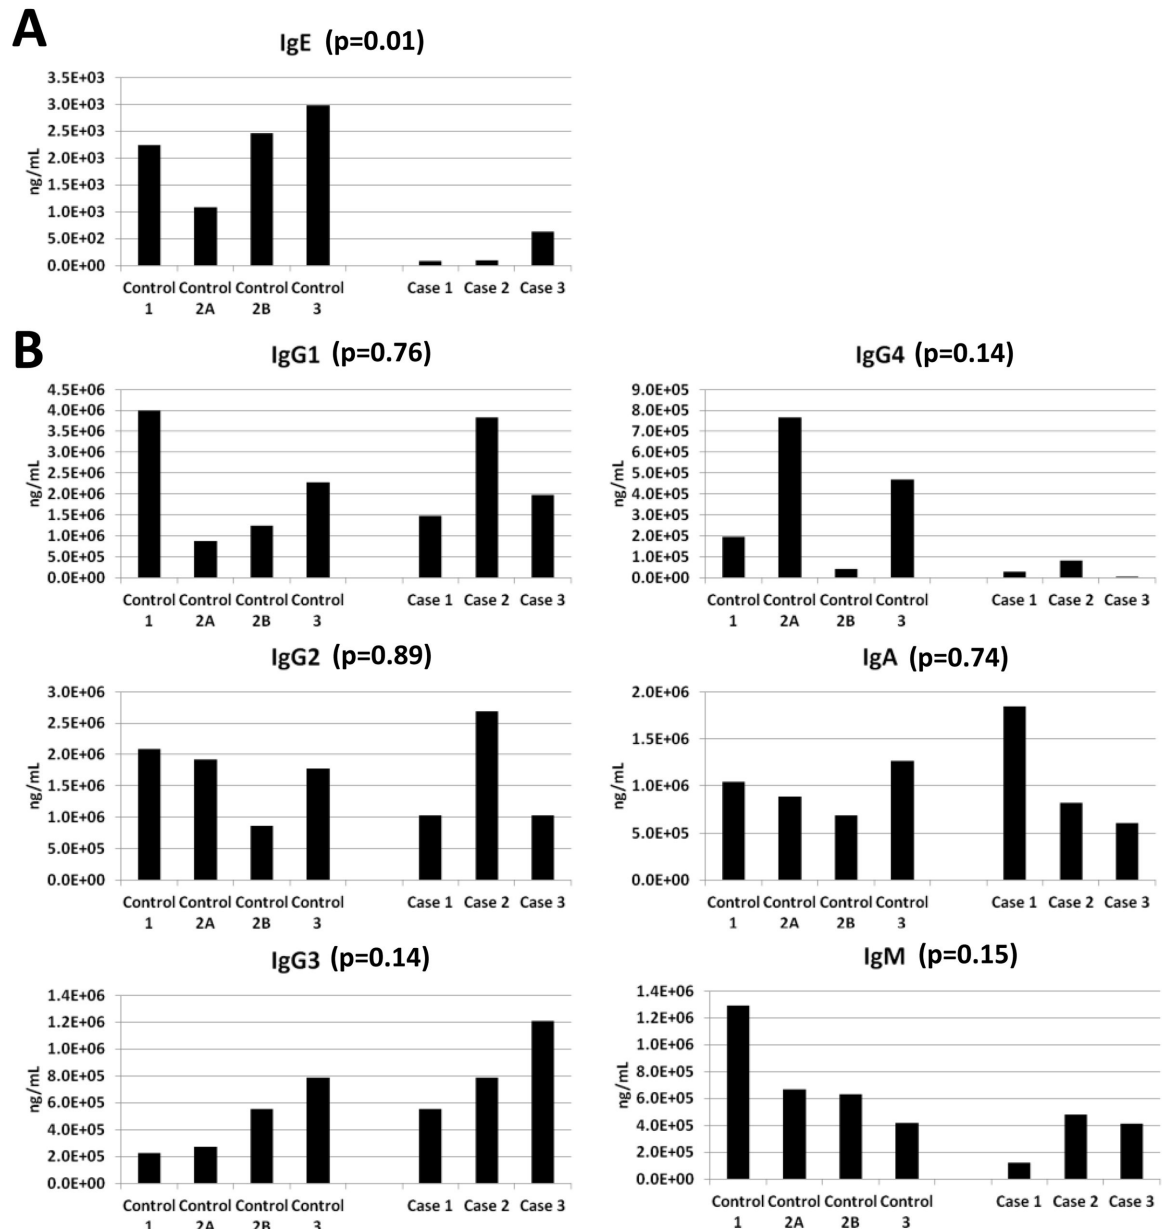 A
IgE (p=0.01)
3.5E+03
3.0E+03
2.5E+03
2.0E+03
1.5E+03
1.0E+03
5.0E+02
0.0E+00
ng/mL
Control Control Control Control Case 1 Case 2 Case 3
1 2A 2B 3
B
IgG1 (p=0.76)
4.5E+06
4.0E+06
3.5E+06
3.0E+06
2.5E+06
2.0E+06
1.5E+06
1.0E+06
5.0E+05
0.0E+00
ng/mL
Control Control Control Control Case 1 Case 2 Case 3
1 2A 2B 3
IgG4 (p=0.14)
9.0E+05
8.0E+05
7.0E+05
6.0E+05
5.0E+05
4.0E+05
3.0E+05
2.0E+05
1.0E+05
0.0E+00
ng/mL
Control Control Control Control Case 1 Case 2 Case 3
1 2A 2B 3
IgG2 (p=0.89)
3.0E+06
2.5E+06
2.0E+06
1.5E+06
1.0E+06
5.0E+05
0.0E+00
ng/mL
Control Control Control Control Case 1 Case 2 Case 3
1 2A 2B 3
IgA (p=0.74)
2.0E+06
1.5E+06
1.0E+06
5.0E+05
0.0E+00
ng/mL
Control Control Control Control Case 1 Case 2 Case 3
1 2A 2B 3
IgG3 (p=0.14)
1.4E+06
1.2E+06
1.0E+06
8.0E+05
6.0E+05
4.0E+05
2.0E+05
0.0E+00
ng/mL
Control Control Control Control Case 1 Case 2 Case 3
1 2A 2B 3
IgM (p=0.15)
1.4E+06
1.2E+06
1.0E+06
8.0E+05
6.0E+05
4.0E+05
2.0E+05
0.0E+00
ng/mL
Control Control Control Control Case 1 Case 2 Case 3
1 2A 2B 3